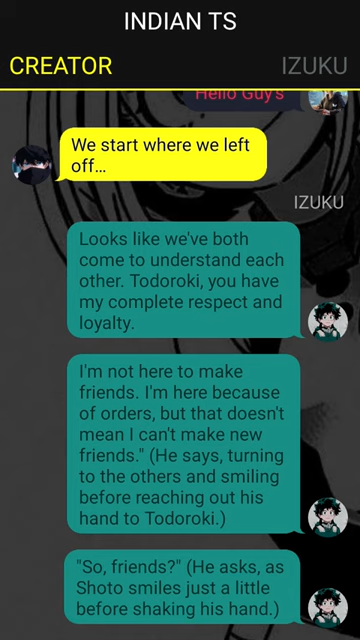 INDIAN TS
CREATOR
IZUKU
Hello Guy's
We start where we left
off...
IZUKU
Looks like we've both
come to understand each
other. Todoroki, you have
my complete respect and
loyalty.
I'm not here to make
friends. I'm here because
of orders, but that doesn't
mean I can't make new
friends." (He says, turning
to the others and smiling
before reaching out his
hand to Todoroki.)
"So, friends?" (He asks, as
Shoto smiles just a little
before shaking his hand.)